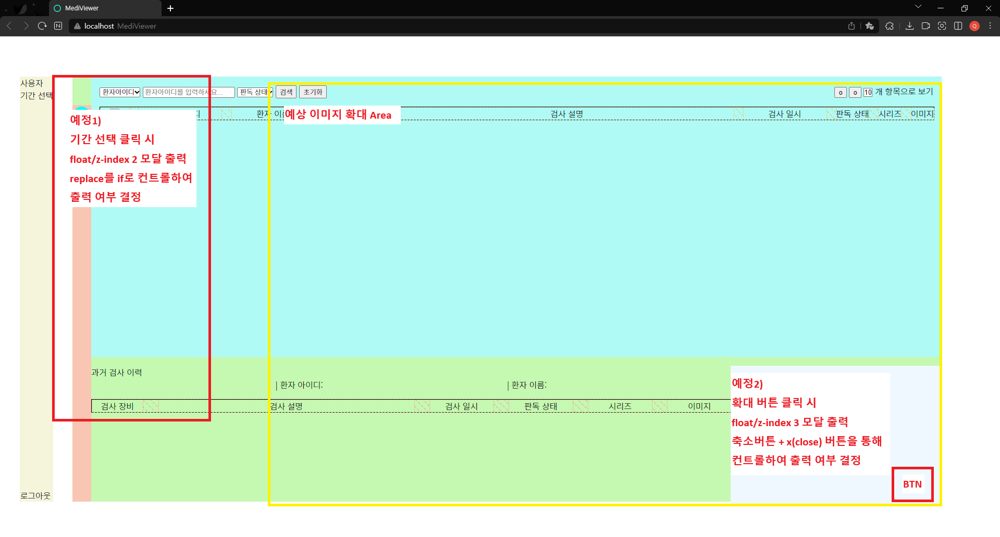 MediViewer
localhost MediViewer
Q
사용자
기간 선택
로그아웃
환자아이디
환자아이디를 입력하세요...
판독 상태
검색
초기화
o
o
10 개 항목으로 보기
디
환자 이름
검사 설명
검사 일시
판독 상태
시리즈
이미지
예상 이미지 확대 Area
예정1)
기간 선택 클릭 시
float/z-index 2 모달 출력
replace를 if로 컨트롤하여
출력 여부 결정
과거 검사 이력
| 환자 아이디:
| 환자 이름:
검사 장비
검사 설명
검사 일시
판독 상태
시리즈
이미지
예정2)
확대 버튼 클릭 시
float/z-index 3 모달 출력
축소버튼 + x(close) 버튼을 통해
컨트롤하여 출력 여부 결정
BTN